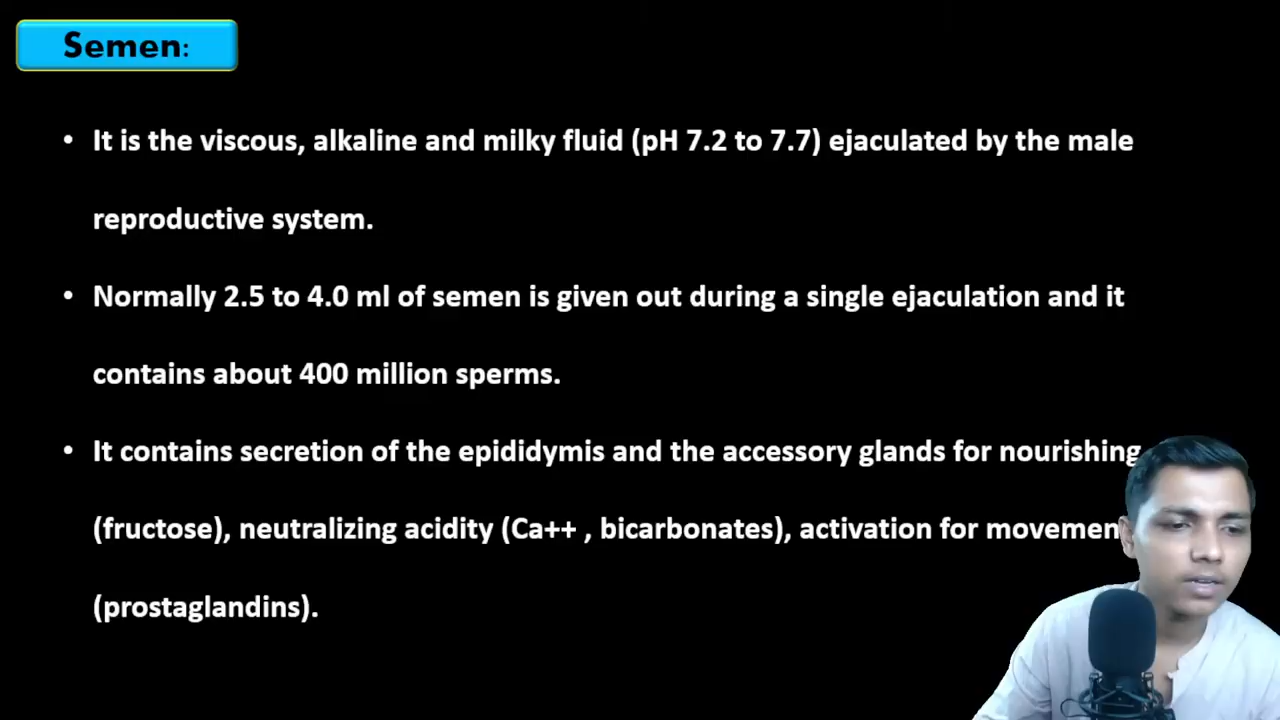 Semen:
• It is the viscous, alkaline and milky fluid (pH 7.2 to 7.7) ejaculated by the male
reproductive system.
• Normally 2.5 to 4.0 ml of semen is given out during a single ejaculation and it
contains about 400 million sperms.
• It contains secretion of the epididymis and the accessory glands for nourishing
(fructose), neutralizing acidity (Ca++ , bicarbonates), activation for movemen
(prostaglandins).